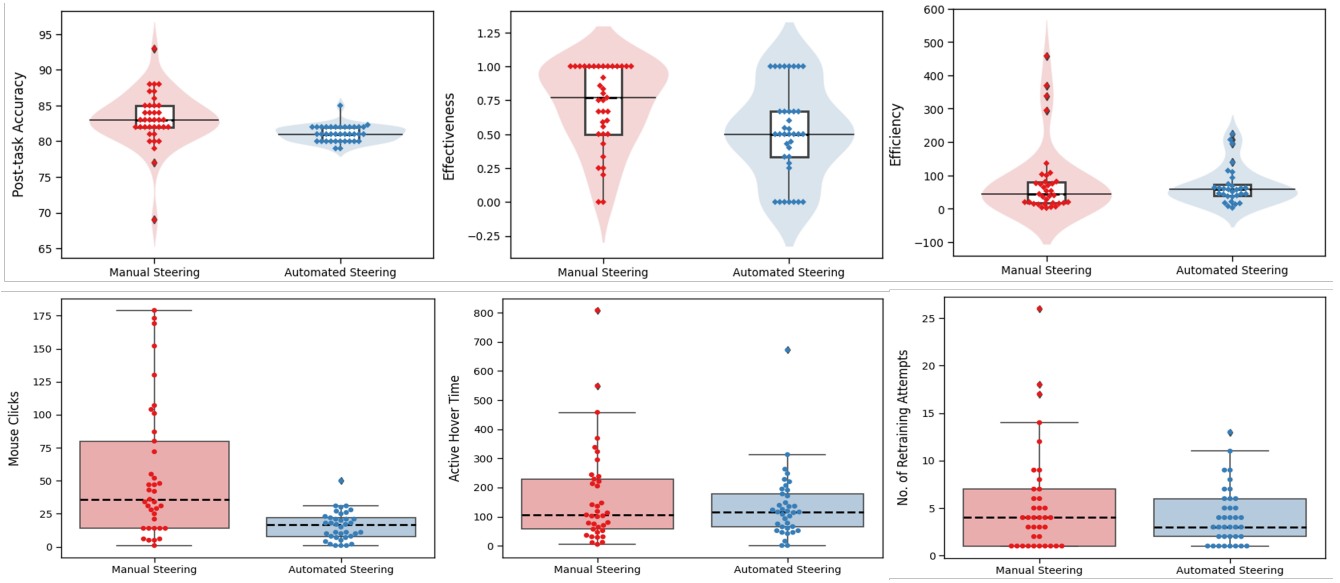 Post-task Accuracy
95
90
85
80
75
70
65
Manual Steering
Automated Steering
Effectiveness
1.25
1.00
0.75
0.50
0.25
0.00
−0.25
Manual Steering
Automated Steering
Efficiency
600
500
400
300
200
100
0
−100
Manual Steering
Automated Steering
Mouse Clicks
175
150
125
100
75
50
25
0
Manual Steering
Automated Steering
Active Hover Time
800
700
600
500
400
300
200
100
0
Manual Steering
Automated Steering
No. of Retraining Attempts
25
20
15
10
5
0
Manual Steering
Automated Steering